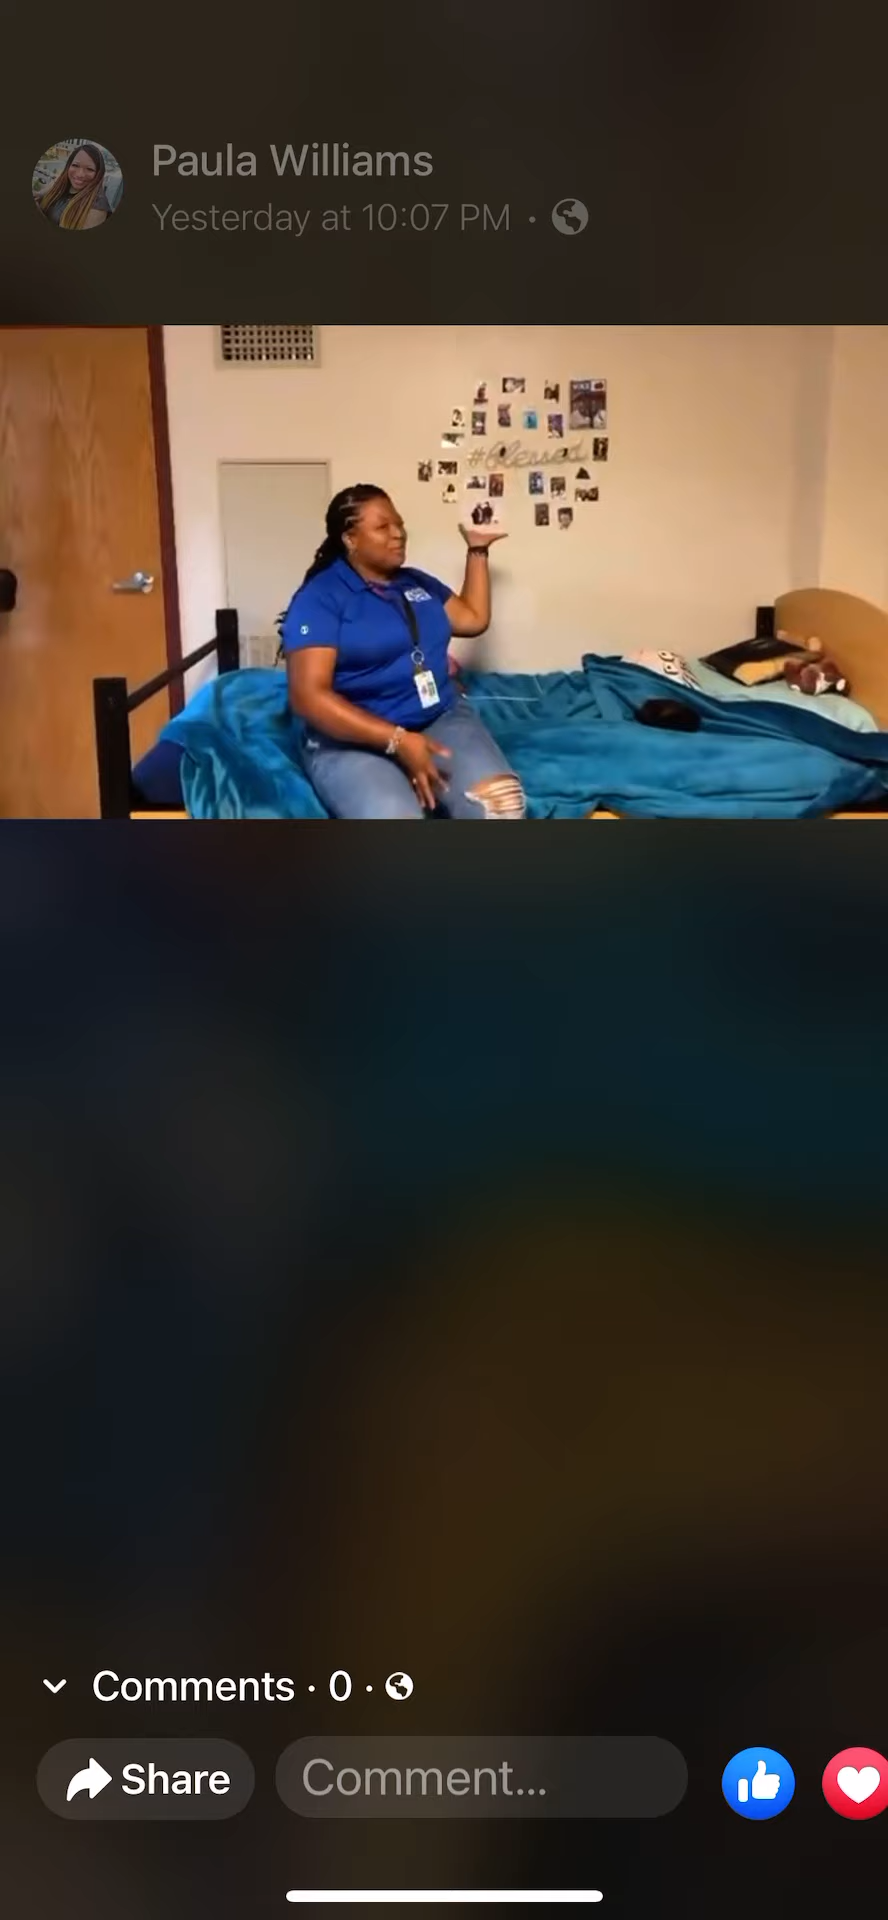 Paula Williams
Yesterday at 10:07 PM ·
#blessed
Comments · 0 ·
Share
Comment...